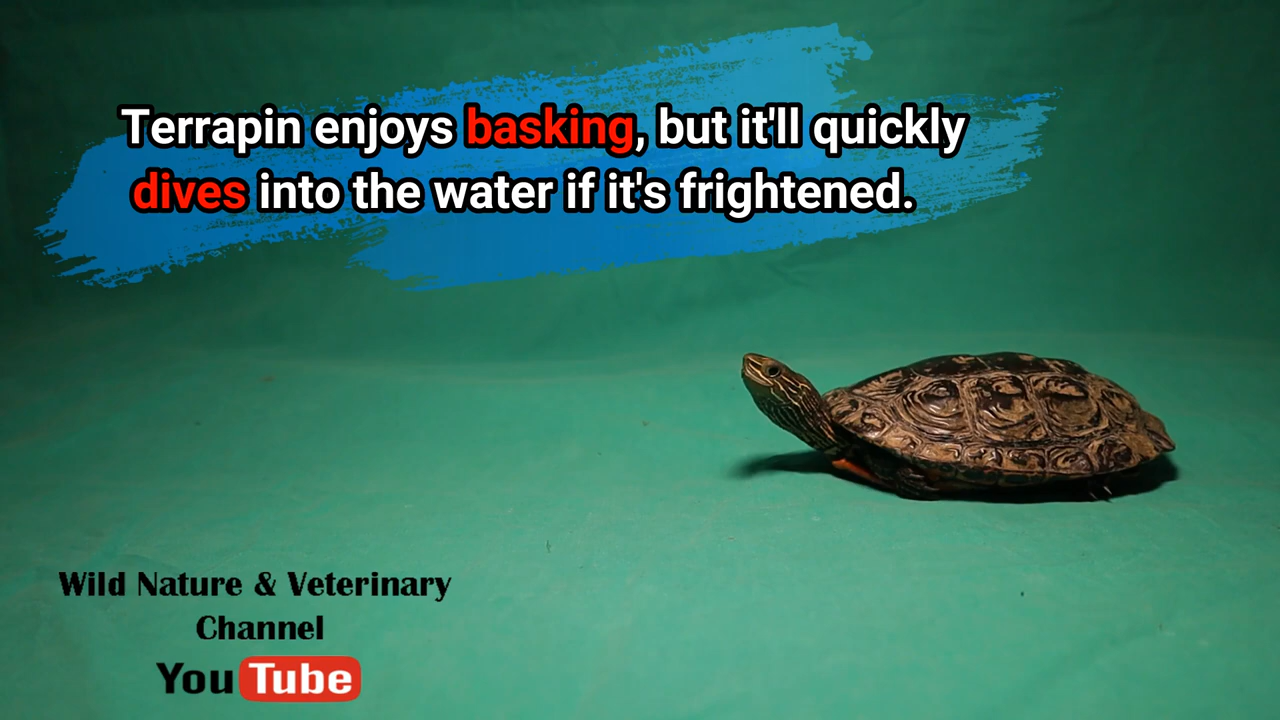 Terrapin enjoys basking, but it'll quickly
dives into the water if it's frightened.
Wild Nature & Veterinary
Channel
YouTube